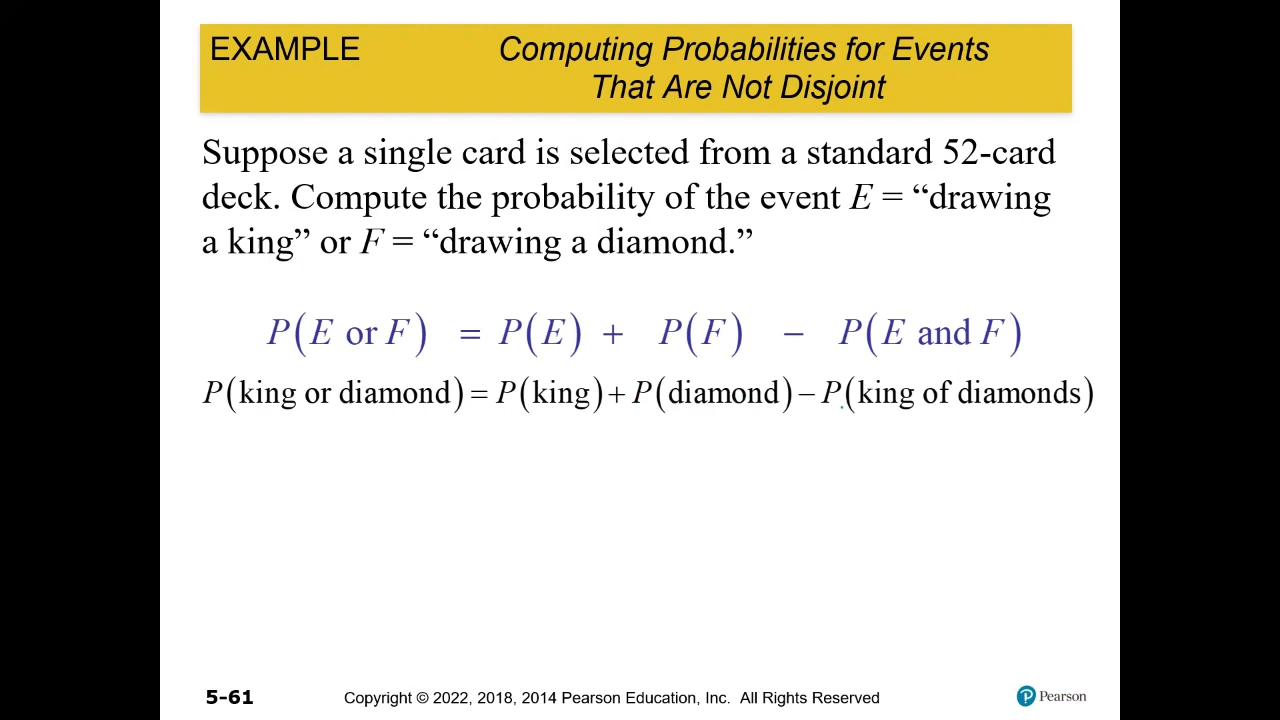 EXAMPLE Computing Probabilities for Events
That Are Not Disjoint
Suppose a single card is selected from a standard 52-card
deck. Compute the probability of the event E = “drawing
a king” or F = “drawing a diamond.”
P(E or F) = P(E) + P(F) − P(E and F)
P(king or diamond) = P(king) + P(diamond) − P(king of diamonds)
5-61 Copyright © 2022, 2018, 2014 Pearson Education, Inc. All Rights Reserved P Pearson